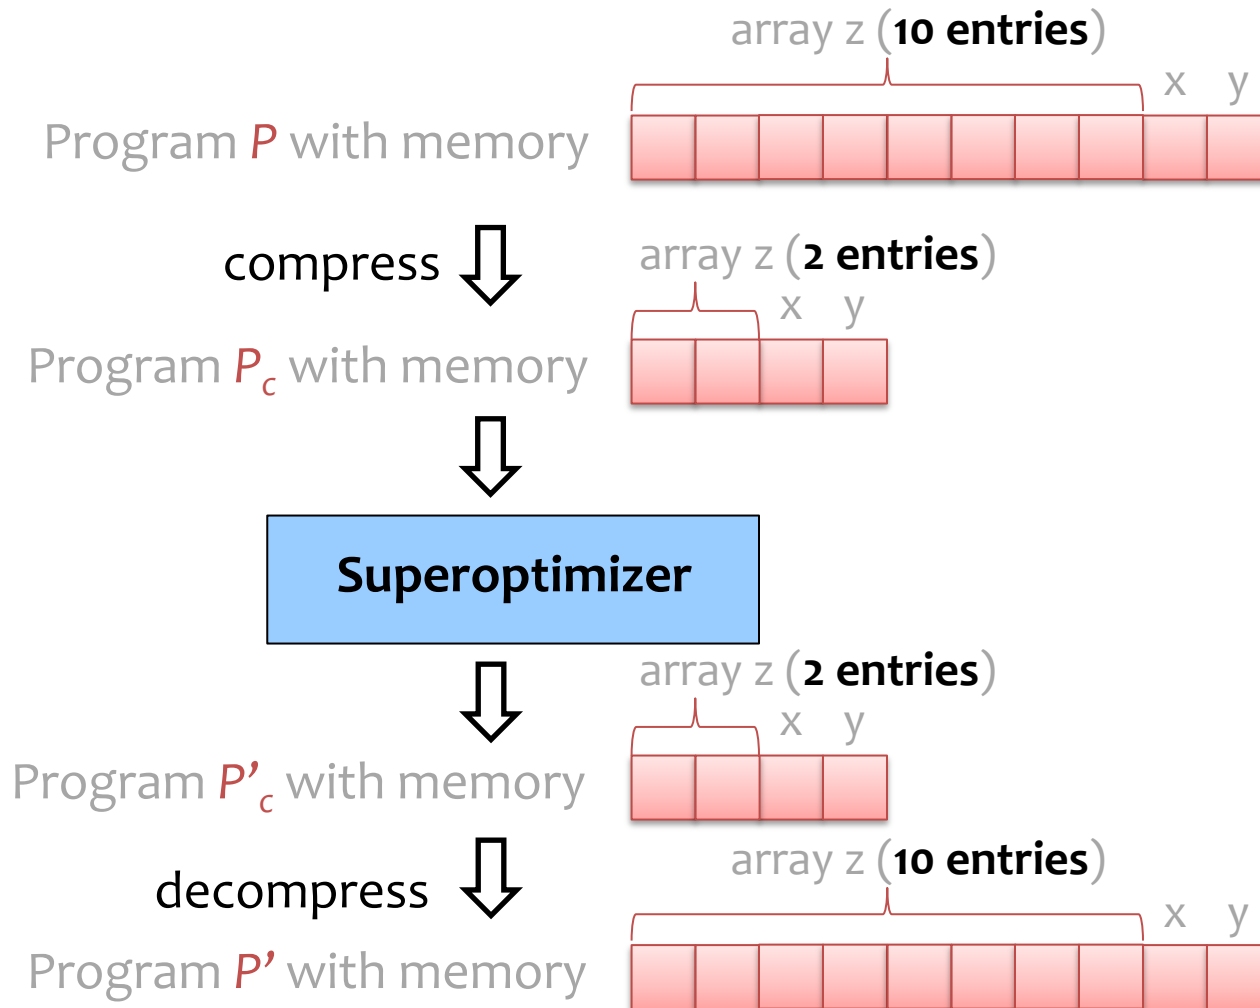 array z (10 entries)
x y
Program P with memory
compress
array z (2 entries)
x y
Program Pc with memory
Superoptimizer
array z (2 entries)
x y
Program P’c with memory
decompress
array z (10 entries)
x y
Program P’ with memory